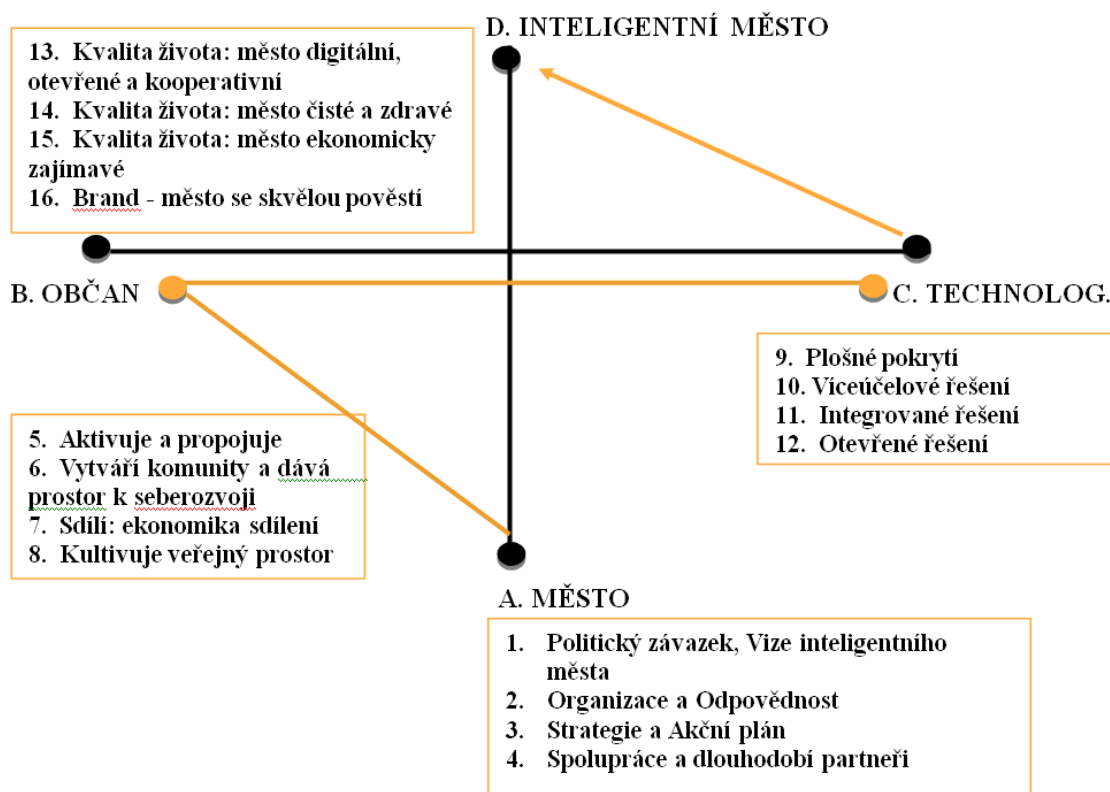 D. INTELIGENTNÍ MĚSTO
13. Kvalita života: město digitální,
otevřené a kooperativní
14. Kvalita života: město čisté a zdravé
15. Kvalita života: město ekonomicky
zajímavé
16. Brand - město se skvělou pověstí
B. OBČAN
C. TECHNOLOG.
9. Plošné pokrytí
10. Víceúčelové řešení
11. Integrované řešení
12. Otevřené řešení
5. Aktivuje a propojuje
6. Vytváří komunity a dává
prostor k seberozvoji
7. Sdílí: ekonomika sdílení
8. Kultivuje veřejný prostor
A. MĚSTO
1. Politický závazek, Vize inteligentního
města
2. Organizace a Odpovědnost
3. Strategie a Akční plán
4. Spolupráce a dlouhodobí partneři